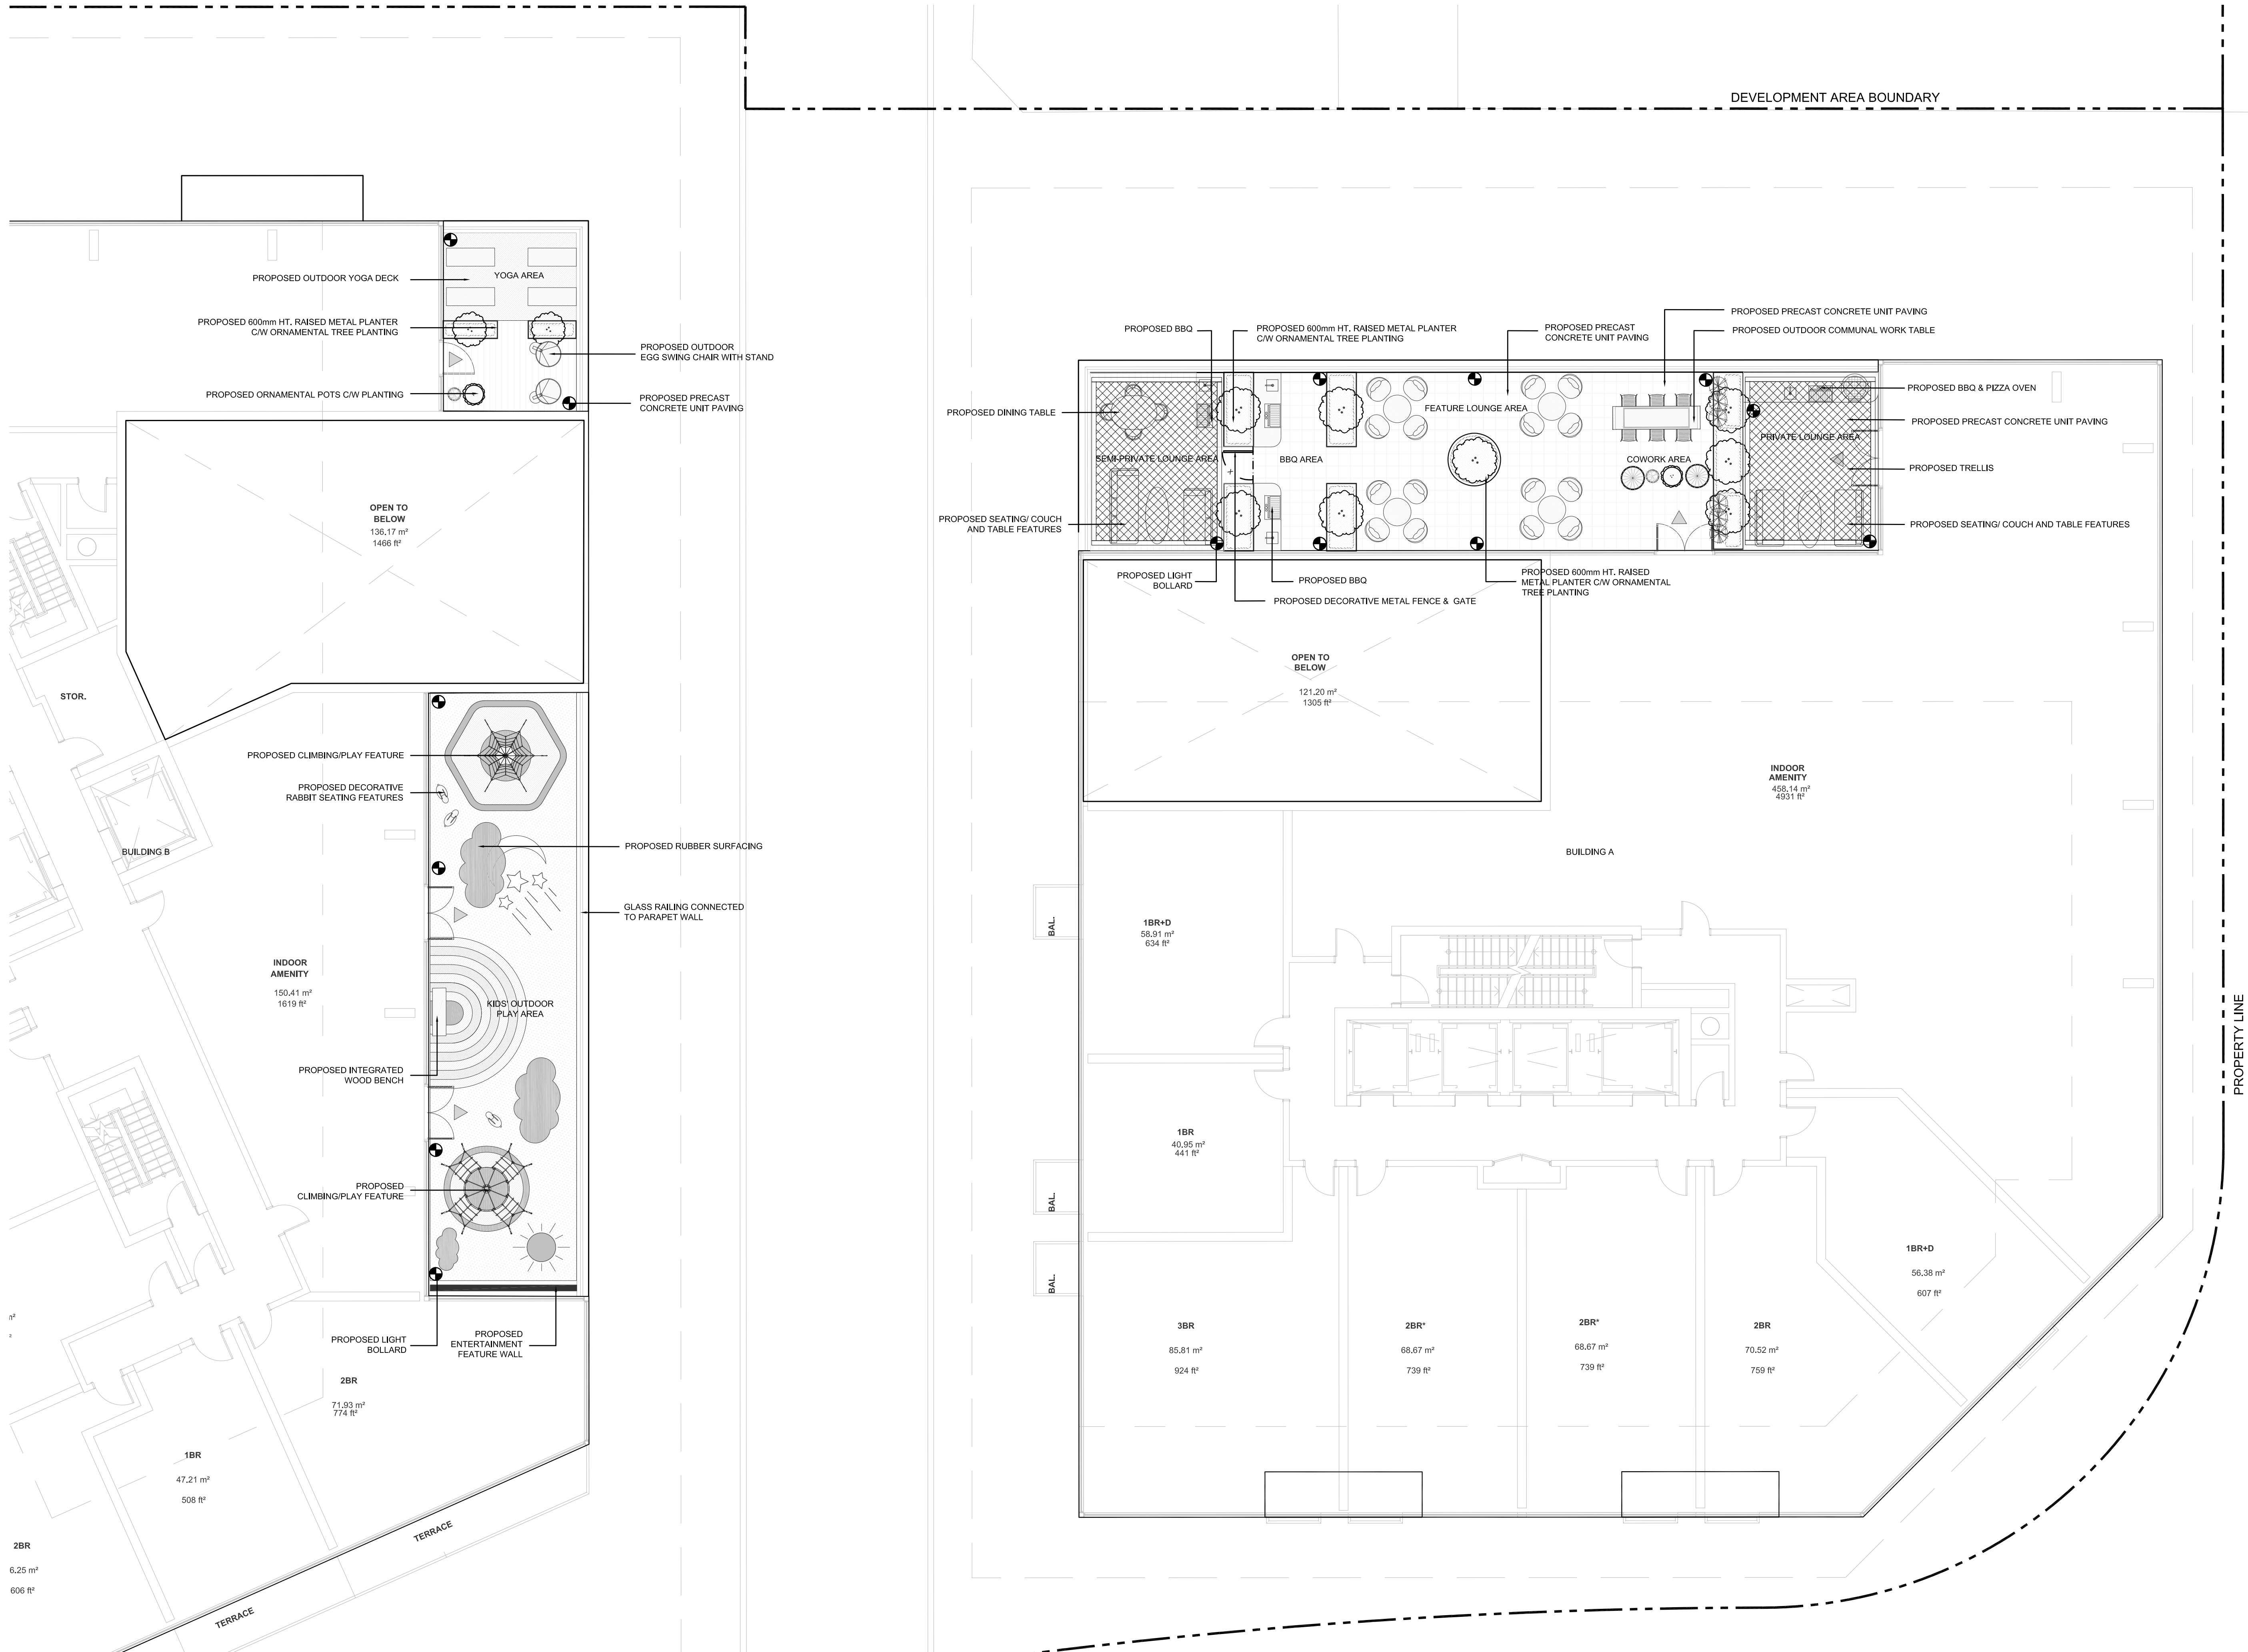 DEVELOPMENT AREA BOUNDARY
PROPOSED OUTDOOR YOGA DECK
YOGA AREA
PROPOSED 600mm HT. RAISED METAL PLANTER
C/W ORNAMENTAL TREE PLANTING
PROPOSED OUTDOOR
EGG SWING CHAIR WITH STAND
PROPOSED ORNAMENTAL POTS C/W PLANTING
PROPOSED PRECAST
CONCRETE UNIT PAVING
OPEN TO
BELOW
136.17 m²
1466 ft²
STOR.
PROPOSED CLIMBING/PLAY FEATURE
PROPOSED DECORATIVE
RABBIT SEATING FEATURES
PROPOSED RUBBER SURFACING
BUILDING B
GLASS RAILING CONNECTED
TO PARAPET WALL
INDOOR
AMENITY
150.41 m²
1619 ft²
KIDS' OUTDOOR
PLAY AREA
PROPOSED INTEGRATED
WOOD BENCH
PROPOSED
CLIMBING/PLAY FEATURE
PROPOSED LIGHT
BOLLARD
PROPOSED
ENTERTAINMENT
FEATURE WALL
m²
²
2BR
71.93 m²
774 ft²
1BR
47.21 m²
508 ft²
2BR
6.25 m²
606 ft²
TERRACE
TERRACE
PROPOSED BBQ
PROPOSED 600mm HT. RAISED METAL PLANTER
C/W ORNAMENTAL TREE PLANTING
PROPOSED PRECAST
CONCRETE UNIT PAVING
PROPOSED PRECAST CONCRETE UNIT PAVING
PROPOSED OUTDOOR COMMUNAL WORK TABLE
PROPOSED DINING TABLE
FEATURE LOUNGE AREA
PROPOSED BBQ & PIZZA OVEN
PROPOSED PRECAST CONCRETE UNIT PAVING
PRIVATE LOUNGE AREA
SEMI-PRIVATE LOUNGE AREA
BBQ AREA
COWORK AREA
PROPOSED TRELLIS
PROPOSED SEATING/ COUCH
AND TABLE FEATURES
PROPOSED SEATING/ COUCH AND TABLE FEATURES
PROPOSED LIGHT
BOLLARD
PROPOSED BBQ
PROPOSED 600mm HT. RAISED
METAL PLANTER C/W ORNAMENTAL
TREE PLANTING
PROPOSED DECORATIVE METAL FENCE & GATE
OPEN TO
BELOW
121.20 m²
1305 ft²
INDOOR
AMENITY
458.14 m²
4931 ft²
BUILDING A
BAL.
1BR+D
58.91 m²
634 ft²
1BR
40.95 m²
441 ft²
BAL.
BAL.
3BR
85.81 m²
924 ft²
2BR*
68.67 m²
739 ft²
2BR*
68.67 m²
739 ft²
2BR
70.52 m²
759 ft²
1BR+D
56.38 m²
607 ft²
PROPERTY LINE